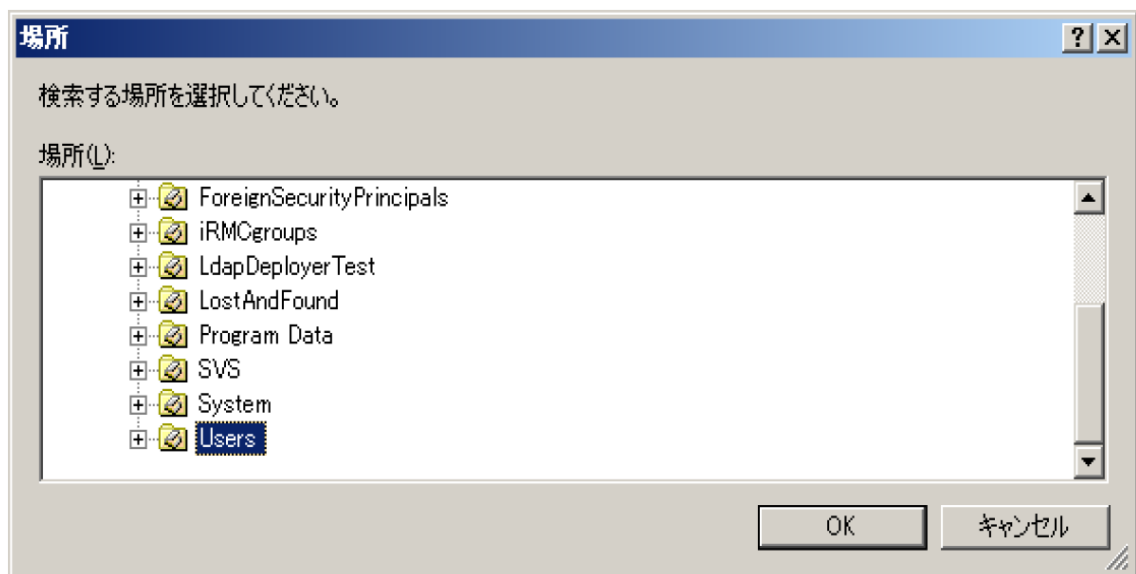 場所
検索する場所を選択してください。
場所(L):
ForeignSecurityPrincipals
iRMCgroups
LdapDeployerTest
LostAndFound
Program Data
SVS
System
Users
OK キャンセル